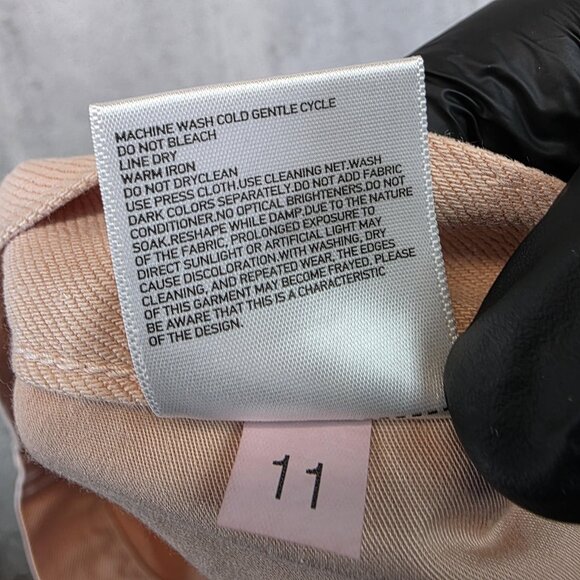 MACHINE WASH COLD GENTLE CYCLE
DO NOT BLEACH
LINE DRY
WARM IRON
DO NOT DRYCLEAN
USE PRESS CLOTH.USE CLEANING NET.WASH
DARK COLORS SEPARATELY.DO NOT ADD FABRIC
CONDITIONER.NO OPTICAL BRIGHTENERS.DO NOT
SOAK.RESHAPE WHILE DAMP.DUE TO THE NATURE
OF THE FABRIC, PROLONGED EXPOSURE TO
DIRECT SUNLIGHT OR ARTIFICIAL LIGHT MAY
CAUSE DISCOLORATION.WITH WASHING, DRY
CLEANING, AND REPEATED WEAR, THE EDGES
OF THIS GARMENT MAY BECOME FRAYED. PLEASE
BE AWARE THAT THIS IS A CHARACTERISTIC
OF THE DESIGN.
11